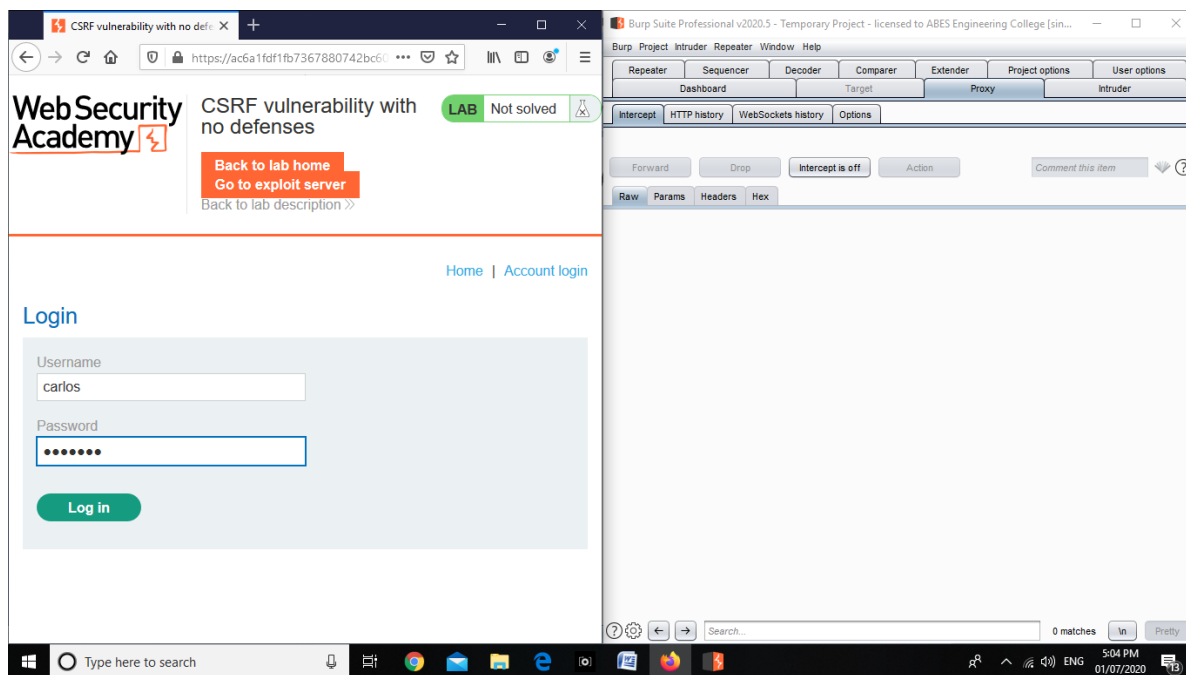 CSRF vulnerability with no defe
https://ac6a1fdf1fb7367880742bc60
Web Security
Academy
CSRF vulnerability with
no defenses
LAB Not solved
Back to lab home
Go to exploit server
Back to lab description
Home | Account login
Login
Username
carlos
Password
•••••••
Log in
Burp Suite Professional v2020.5 - Temporary Project - licensed to ABES Engineering College [sin...
Burp Project Intruder Repeater Window Help
Repeater Sequencer Decoder Comparer Extender Project options User options
Dashboard Target Proxy Intruder
Intercept HTTP history WebSockets history Options
Forward Drop Intercept is off Action Comment this item
Raw Params Headers Hex
Search... 0 matches \n Pretty
Type here to search
ENG
5:04 PM
01/07/2020
13